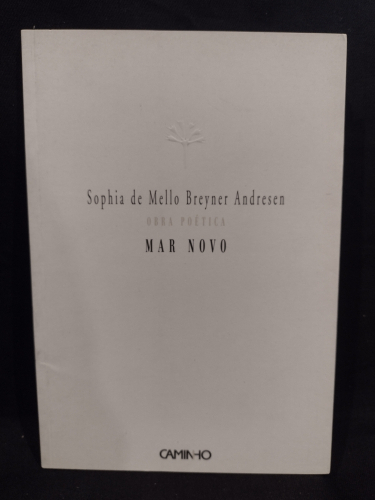 Sophia de Mello Breyner Andresen
OBRA POÉTICA
MAR NOVO
CAMINHO